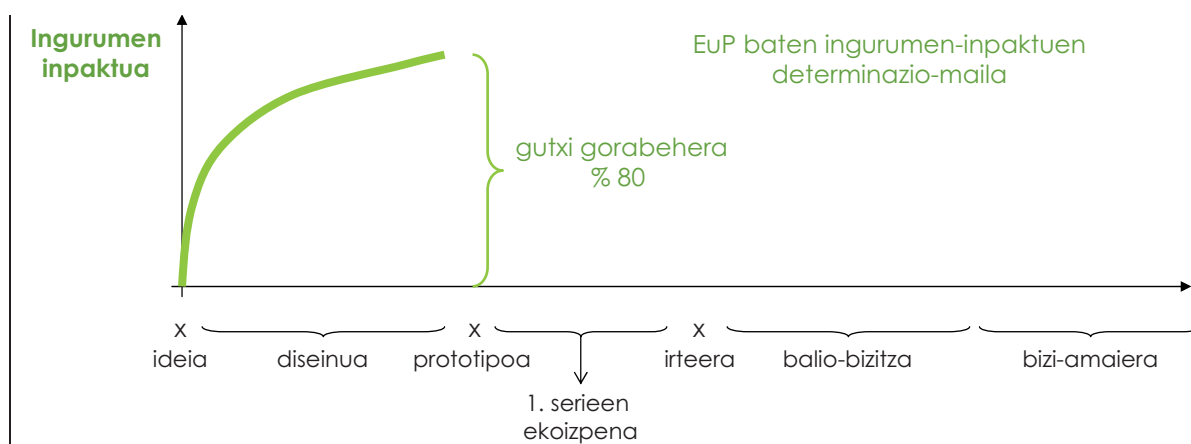 Ingurumen
inpaktua
EuP baten ingurumen-inpaktuen
determinazio-maila
gutxi gorabehera
% 80
x
x
x
ideia
diseinua
prototipoa
irteera
balio-bizitza
bizi-amaiera
1. serieen
ekoizpena